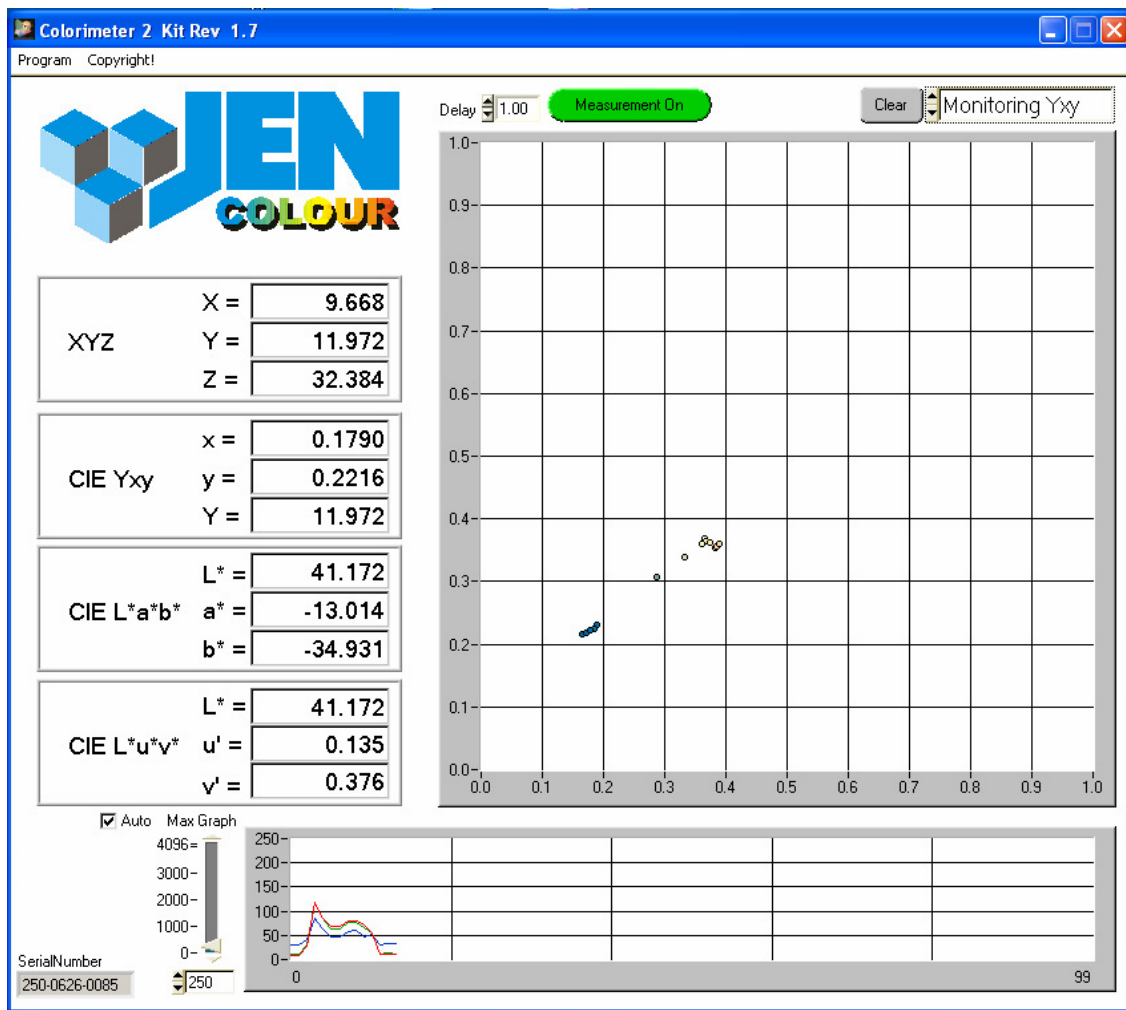 Colorimeter 2 Kit Rev 1.7
Program Copyright!
JEN
COLOUR
Delay 1.00 Measurement On Clear Monitoring Yxy
XYZ
X = 9.668
Y = 11.972
Z = 32.384
CIE Yxy
x = 0.1790
y = 0.2216
Y = 11.972
CIE L*a*b*
L* = 41.172
a* = -13.014
b* = -34.931
CIE L*u*v*
L* = 41.172
u' = 0.135
v' = 0.376
1.0
0.9
0.8
0.7
0.6
0.5
0.4
0.3
0.2
0.1
0.0
0.0 0.1 0.2 0.3 0.4 0.5 0.6 0.7 0.8 0.9 1.0
Auto Max Graph
4096=
3000
2000
1000
0
250
SerialNumber
250-0626-0085
250
200
150
100
50
0
0 99